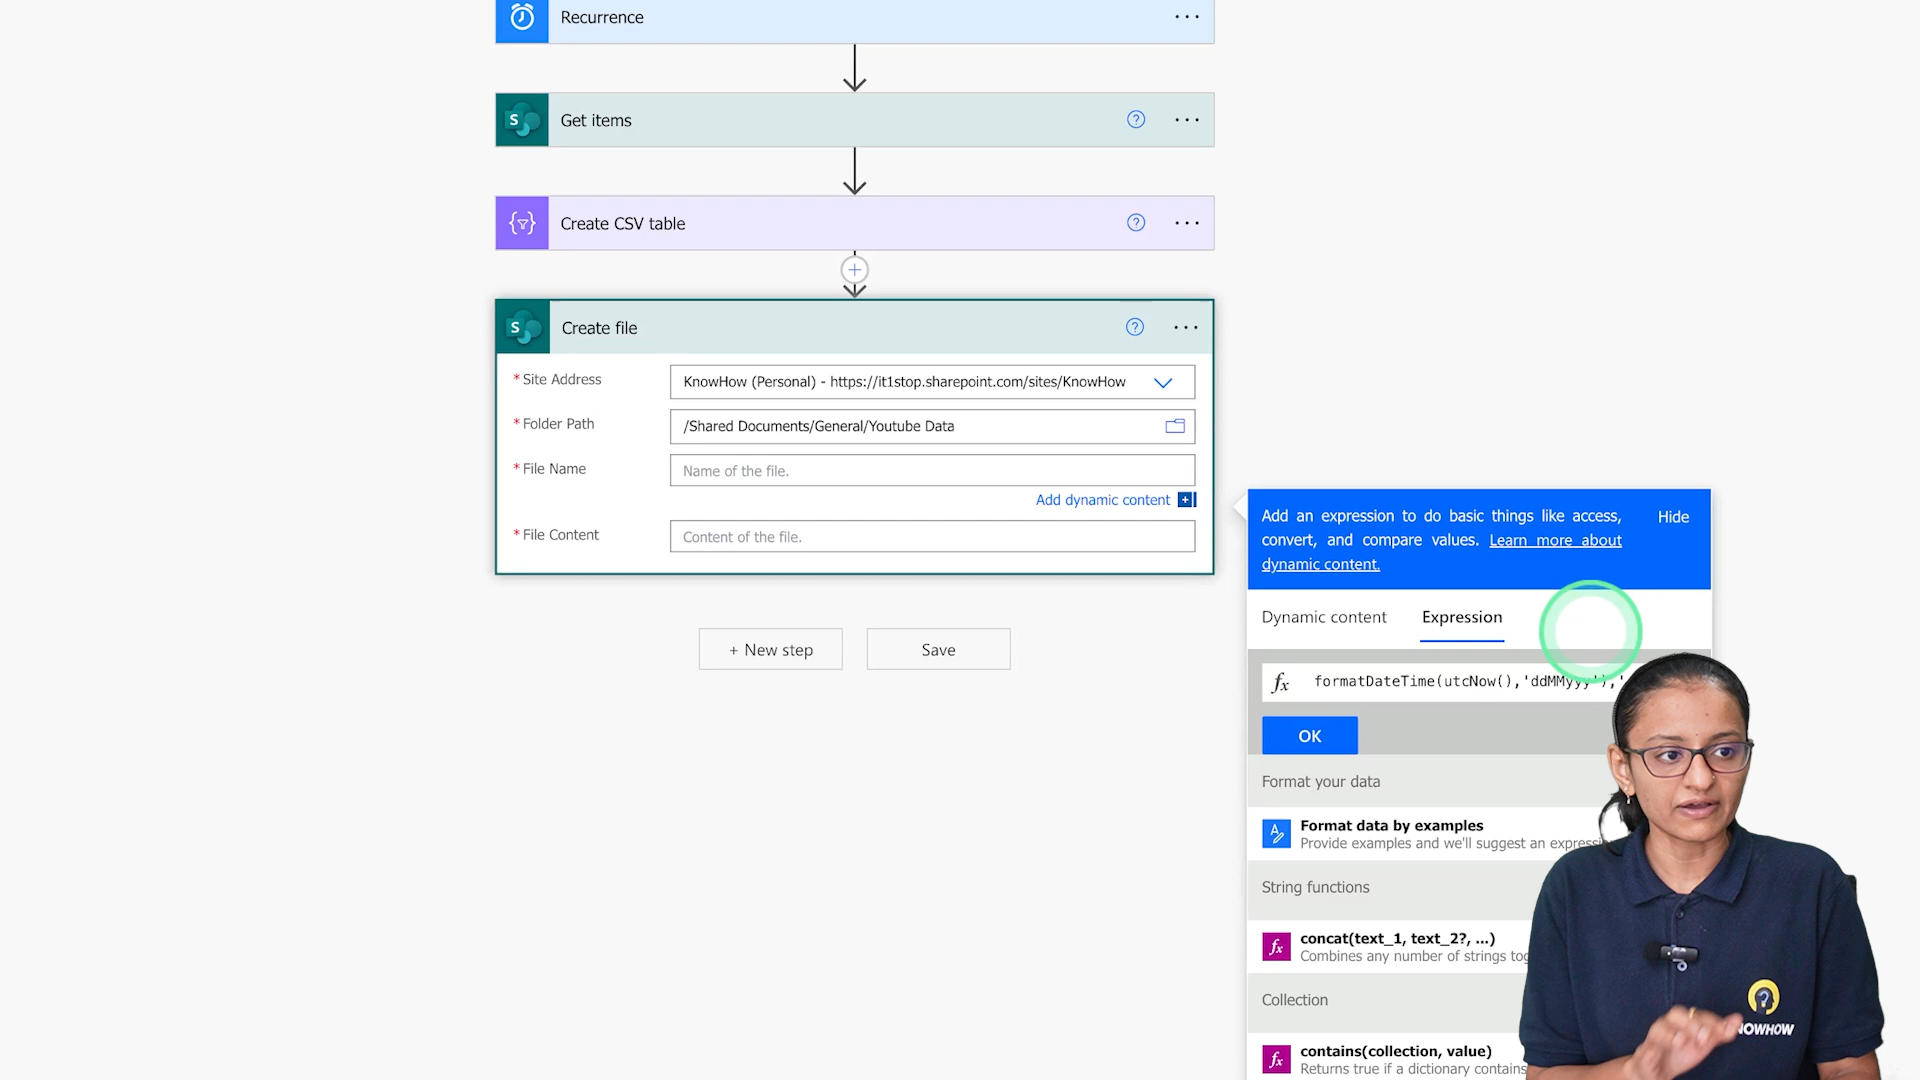 Recurrence
Get items
Create CSV table
Create file
* Site Address
KnowHow (Personal) - https://it1stop.sharepoint.com/sites/KnowHow
* Folder Path
/Shared Documents/General/Youtube Data
* File Name
Name of the file.
Add dynamic content
* File Content
Content of the file.
+ New step
Save
Add an expression to do basic things like access,
convert, and compare values. Learn more about
dynamic content.
Hide
Dynamic content
Expression
fx formatDateTime(utcNow(),'ddMMyyy'),'
OK
Format your data
Format data by examples
Provide examples and we'll suggest an
String functions
fx concat(text_1, text_2?, ...)
Combines any number of strings
Collection
fx contains(collection, value)
Returns true if a dictionary contains